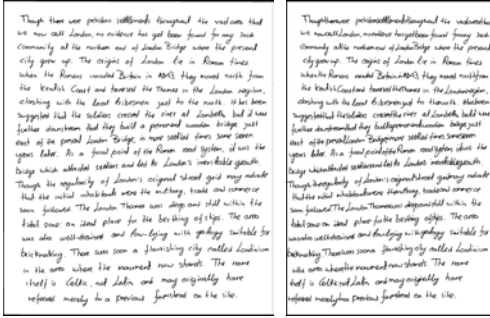 Though there were prehistoric settlements throughout the vast area that
we now call London, no evidence has yet been found for any such
community at the northern end of London Bridge where the present
city grew up. The origins of London lie in Roman times
When the Romans invaded Britain in AD43, they moved north from
the Kentish Coast and traversed the Thames in the London region,
clashing with the local tribesmen just to the north. It has been
suggested that the soldiers crossed the river at Lambeth, but it was
further downstream that they built a permanent wooden bridge, just
east of the present London Bridge, in more settled times some seven
years later. As a focal point of the Roman road system, it was the
bridge which attracted settlers and led to London's inevitable growth.
Though the regularity of London's original street grid may indicate
that the initial inhabitants were the military, trade and commerce
soon followed. The London Thames was deep and still within the
tidal zone an ideal place for the berthing of ships. The area
was also well-drained and low-lying with geology suitable for
brickmaking. There was soon a flourishing city called Londinium
in the area where the monument now stands. The name
itself is Celtic, not Latin and may originally have
referred merely to a previous farmstead on the site.
Though there were prehistoric settlements throughout the vast area that
we now call London, no evidence has yet been found for any such
community at the northern end of London Bridge where the present
city grew up. The origins of London lie in Roman times
When the Romans invaded Britain in AD43, they moved north from
the Kentish Coast and traversed the Thames in the London region,
clashing with the local tribesmen just to the north. It has been
suggested that the soldiers crossed the river at Lambeth, but it was
further downstream that they built a permanent wooden bridge just
east of the present London Bridge, in more settled times some seven
years later. As a focal point of the Roman road system, it was the
bridge which attracted settlers and led to London's inevitable growth.
Though the regularity of London's original street grid may indicate
that the initial inhabitants were the military, trade and commerce
soon followed. The London Thames was deep and still within the
tidal zone an ideal place for the berthing of ships. The area
was also well-drained and low-lying with geology suitable for
brickmaking. There was soon a flourishing city called Londinium
in the area where the monument now stands. The name
itself is Celtic, not Latin and may originally have
referred merely to a previous farmstead on the site.